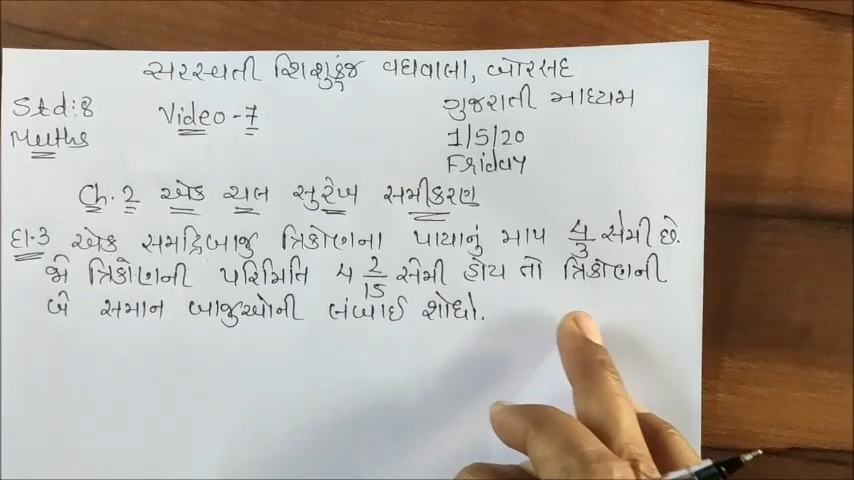 સરસ્વતી શિશુકુંજ વઘવાલા, બોરસદ
Std:8 Video-7 ગુજરાતી માધ્યમ
Maths 1/5/20
Friday
Ch. 2 એક ચલ સુરેખ સમીકરણ
દા.3 એક સમદ્વિબાજુ ત્રિકોણના પાયાનું માપ 4/3 સેમી છે.
જો ત્રિકોણની પરિમિતિ 4 2/15 સેમી હોય તો ત્રિકોણની
બે સમાન બાજુઓની લંબાઈ શોધો.